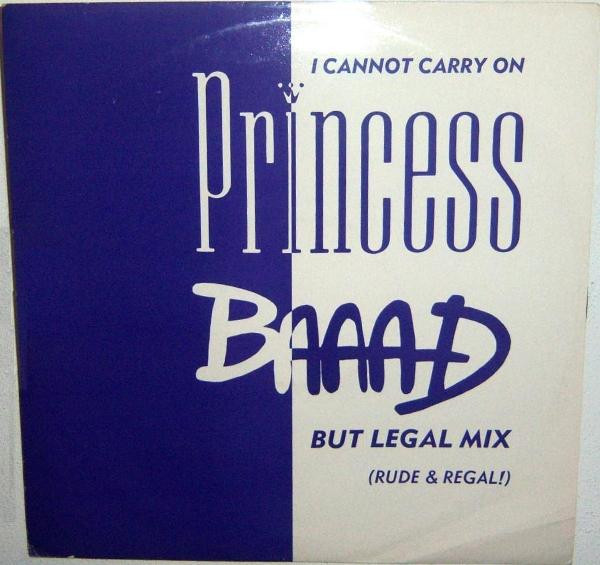 I CANNOT CARRY ON
Princess
BAAAD
BUT LEGAL MIX
(RUDE & REGAL!)